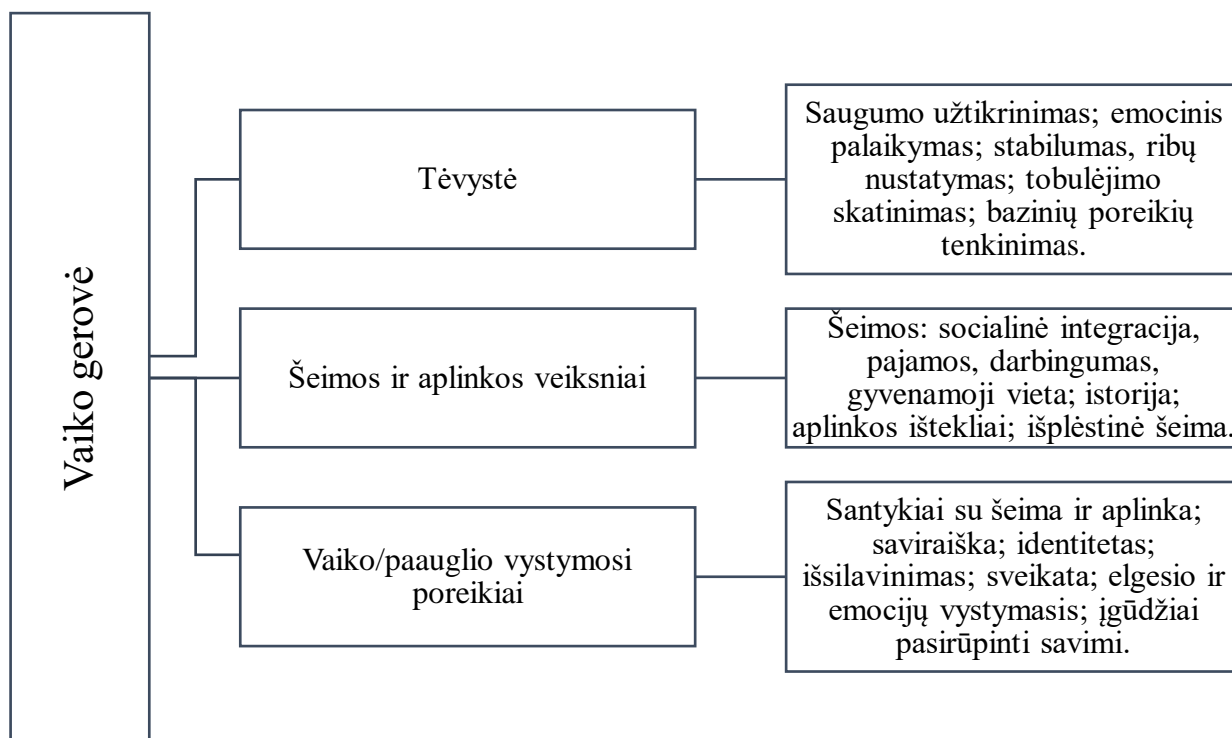 Vaiko gerovė
Tėvystė
Saugumo užtikrinimas; emocinis
palaikymas; stabilumas, ribų
nustatymas; tobulėjimo
skatinimas; bazinių poreikių
tenkinimas.
Šeimos ir aplinkos veiksniai
Šeimos: socialinė integracija,
pajamos, darbingumas,
gyvenamoji vieta; istorija;
aplinkos ištekliai; išplėstinė šeima.
Vaiko/paauglio vystymosi
poreikiai
Santykiai su šeima ir aplinka;
saviraiška; identitetas;
išsilavinimas; sveikata; elgesio ir
emocijų vystymasis; įgūdžiai
pasirūpinti savimi.